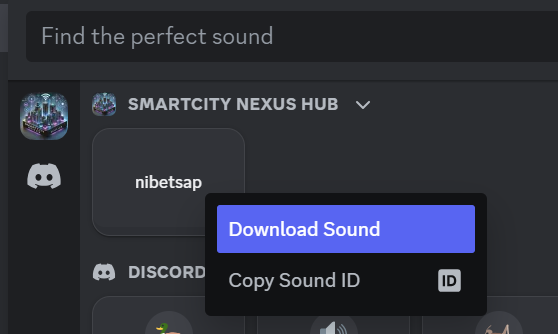 Find the perfect sound
SMARTCITY NEXUS HUB
nibetsap
Download Sound
Copy Sound ID
ID
DISCORD